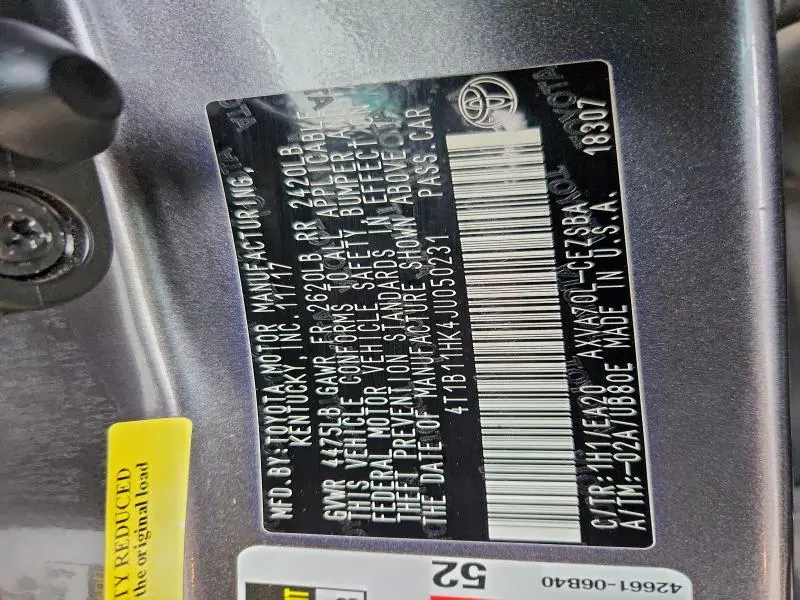 MFD.BY:TOYOTA MOTOR MANUFACTURING,
KENTUCKY, INC. 11/17
GVWR 4475LB GAWR FR 2620LB RR 2420LB
THIS VEHICLE CONFORMS TO ALL APPLICABLE
FEDERAL MOTOR VEHICLE SAFETY BUMPER AND
THEFT PREVENTION STANDARDS IN EFFECT ON
THE DATE OF MANUFACTURE SHOWN ABOVE.
4T1B11HK4JU050231 PASS.CAR
C/TR:1H1/EA20 AXVA70L-CEZSBA 18307
A/TM:-02A/UB80E MADE IN U.S.A.
TY REDUCED
the original load
52
42661-06B40